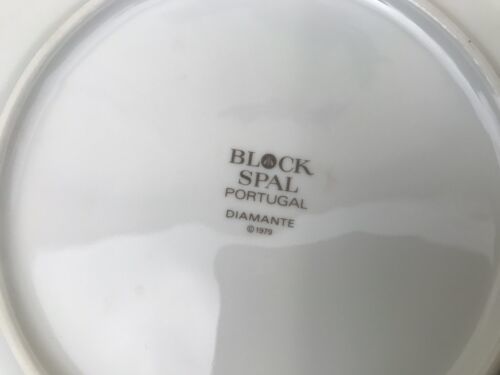 BLOCK
SPAL
PORTUGAL
DIAMANTE
© 1979